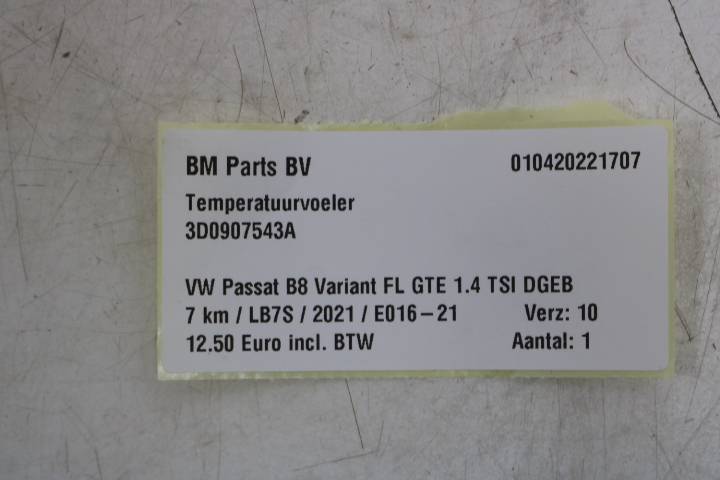 BM Parts BV 010420221707
Temperatuurvoeler
3D0907543A
VW Passat B8 Variant FL GTE 1.4 TSI DGEB
7 km / LB7S / 2021 / E016-21 Verz: 10
12.50 Euro incl. BTW Aantal: 1